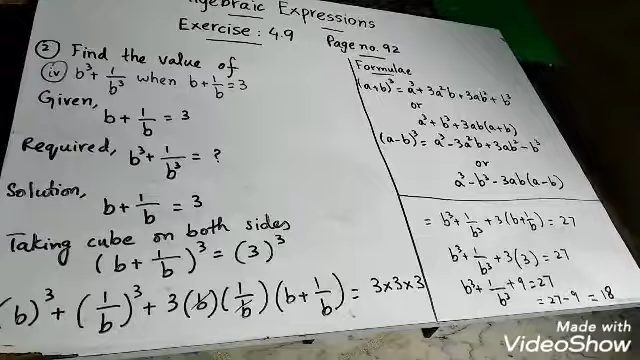 Algebraic Expressions
Exercise : 4.9
Page no. 92
② Find the value of
(iv) b³ + 1/b³ when b + 1/b = 3
Given,
b + 1/b = 3
Required, b³ + 1/b³ = ?
Solution,
b + 1/b = 3
Taking cube on both sides
(b + 1/b)³ = (3)³
(b)³ + (1/b)³ + 3(b)(1/b)(b + 1/b) = 3×3×3
Formulae
(a+b)³ = a³ + 3a²b + 3ab² + b³
or
a³ + b³ + 3ab(a+b)
(a-b)³ = a³ - 3a²b + 3ab² - b³
or
a³ - b³ - 3ab(a-b)
= b³ + 1/b³ + 3(b + 1/b) = 27
b³ + 1/b³ + 3(3) = 27
b³ + 1/b³ + 9 = 27
= 27 - 9 = 18
Made with
VideoShow